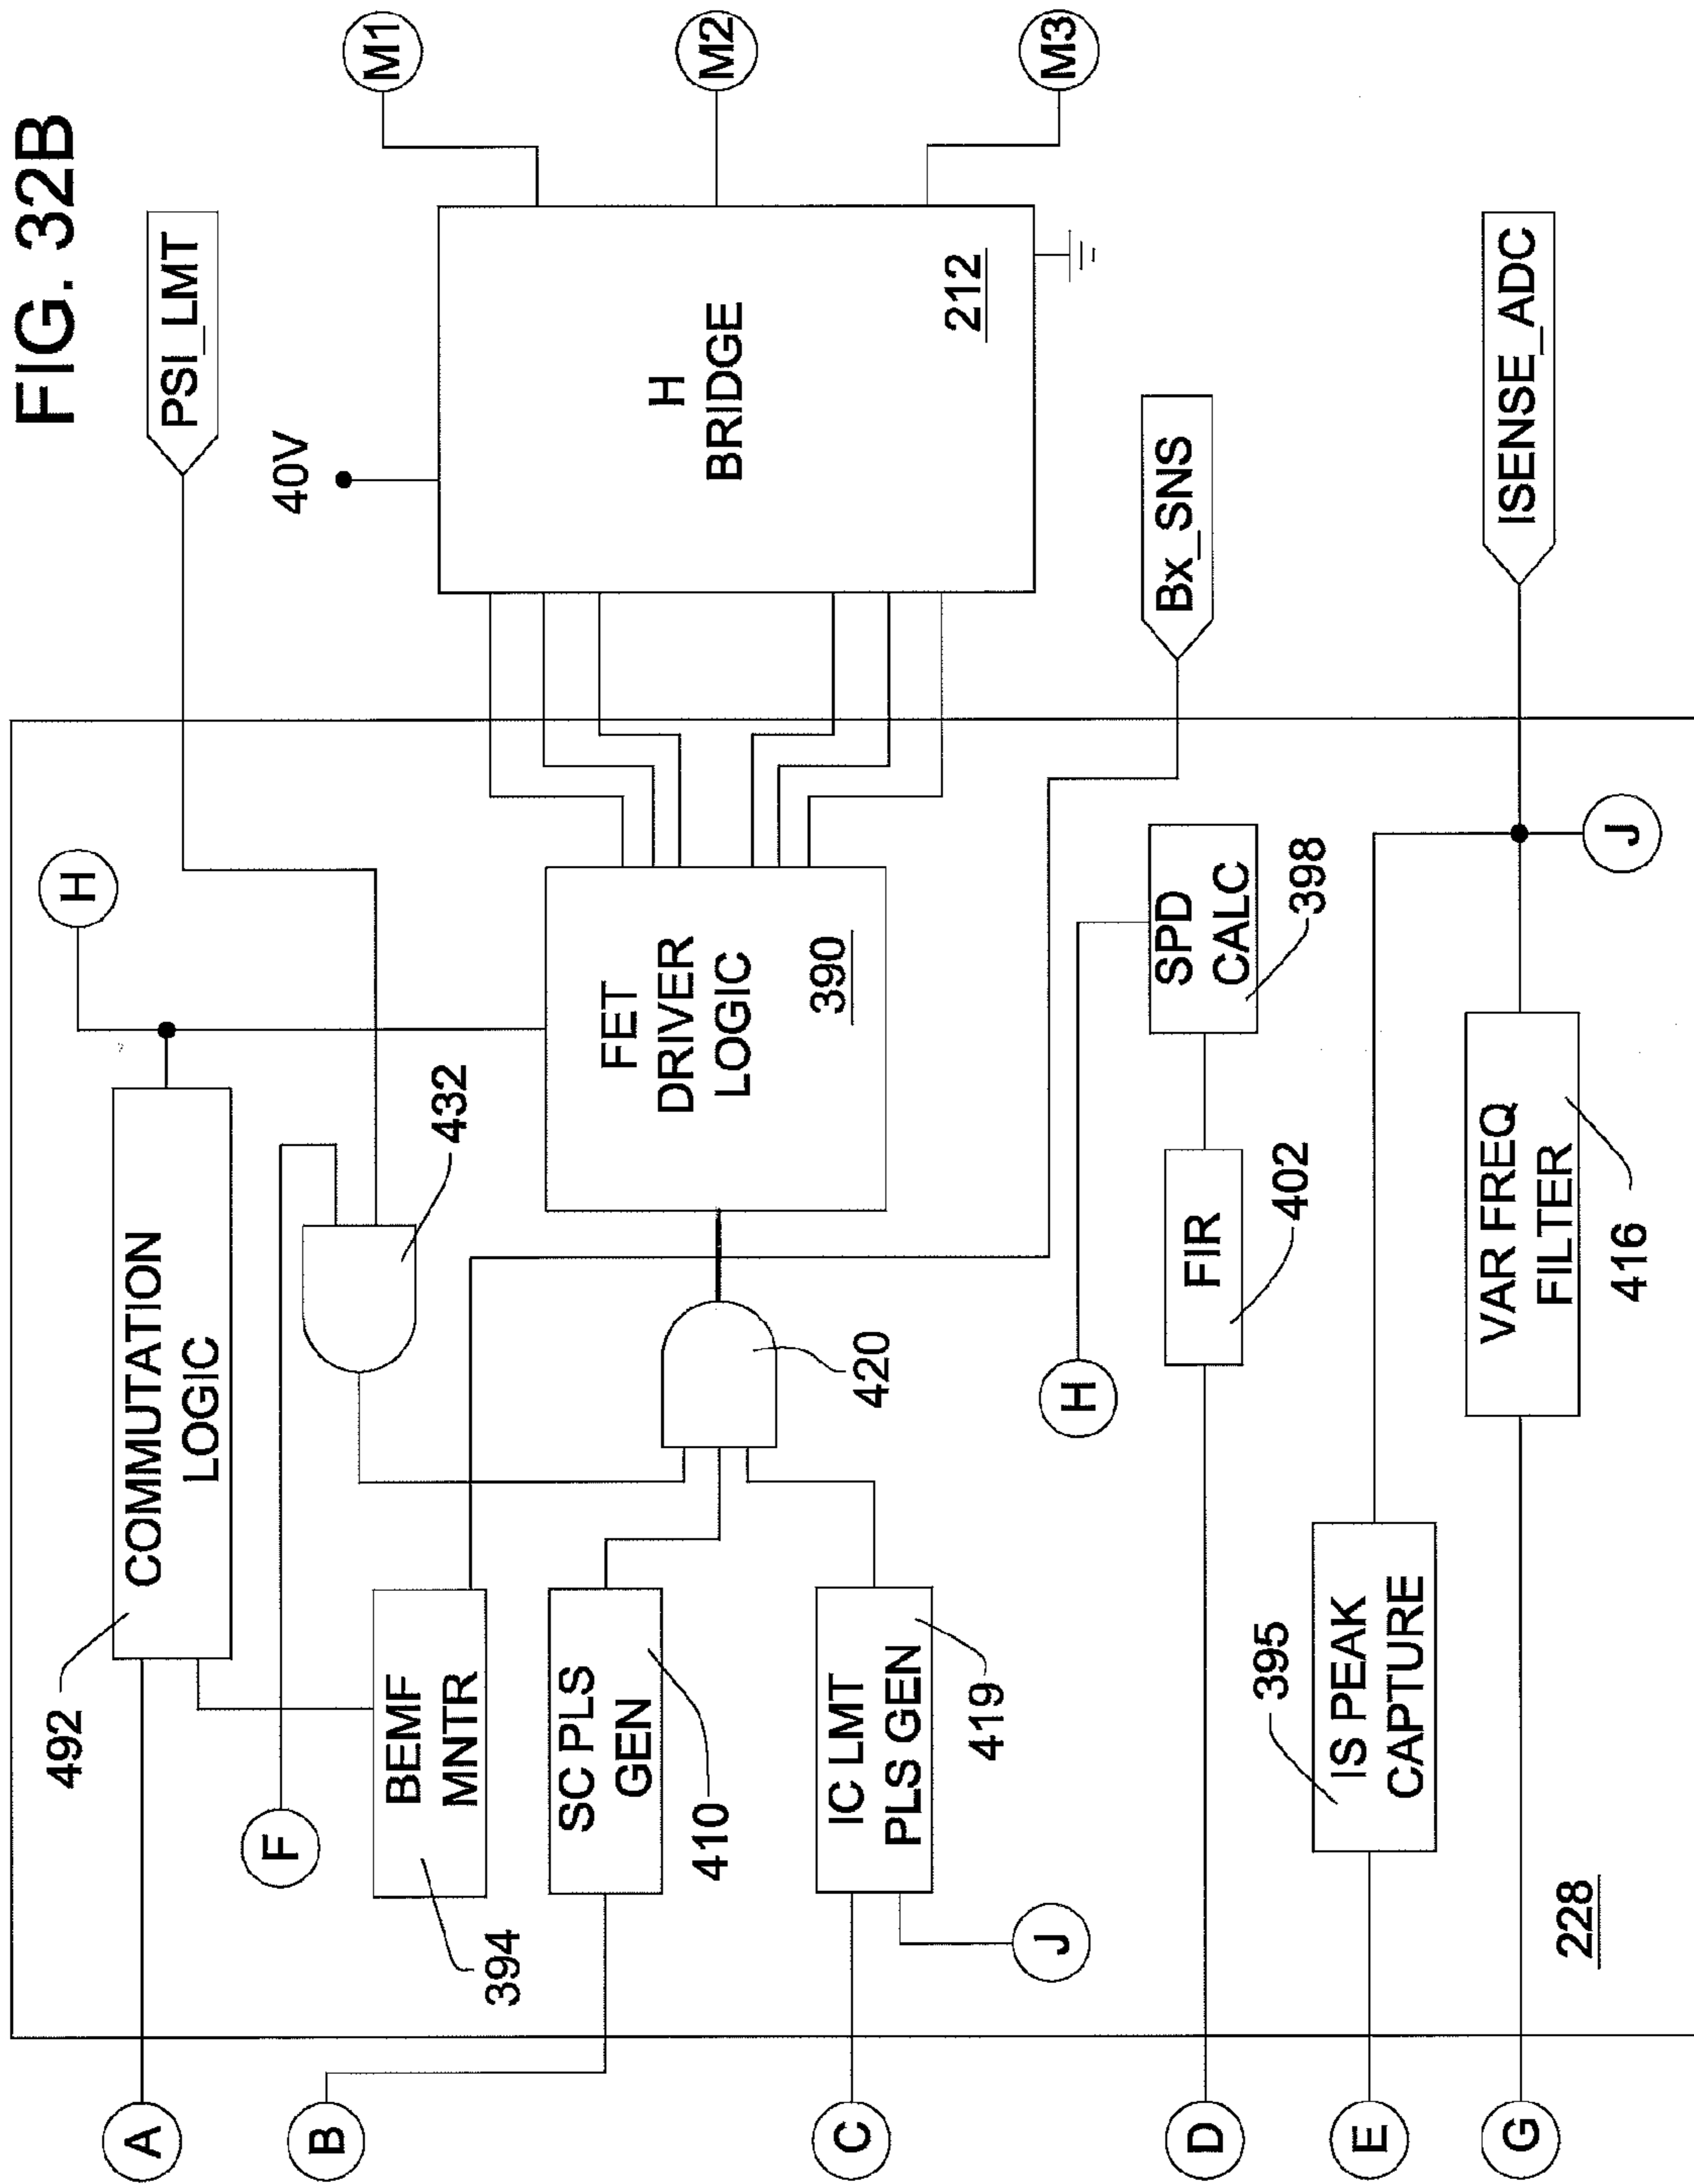 FIG. 32B
A
B
C
D
E
G
492
COMMUTATION
LOGIC
H
PSI_LMT
M1
M2
M3
F
432
40V
BEMF
MNTR
394
SC PLS
GEN
410
420
FET
DRIVER
LOGIC
390
H
BRIDGE
212
IC LMT
PLS GEN
419
J
H
Bx_SNS
FIR
402
SPD
CALC
398
395
IS PEAK
CAPTURE
ISENSE_ADC
J
VAR FREQ
FILTER
416
228